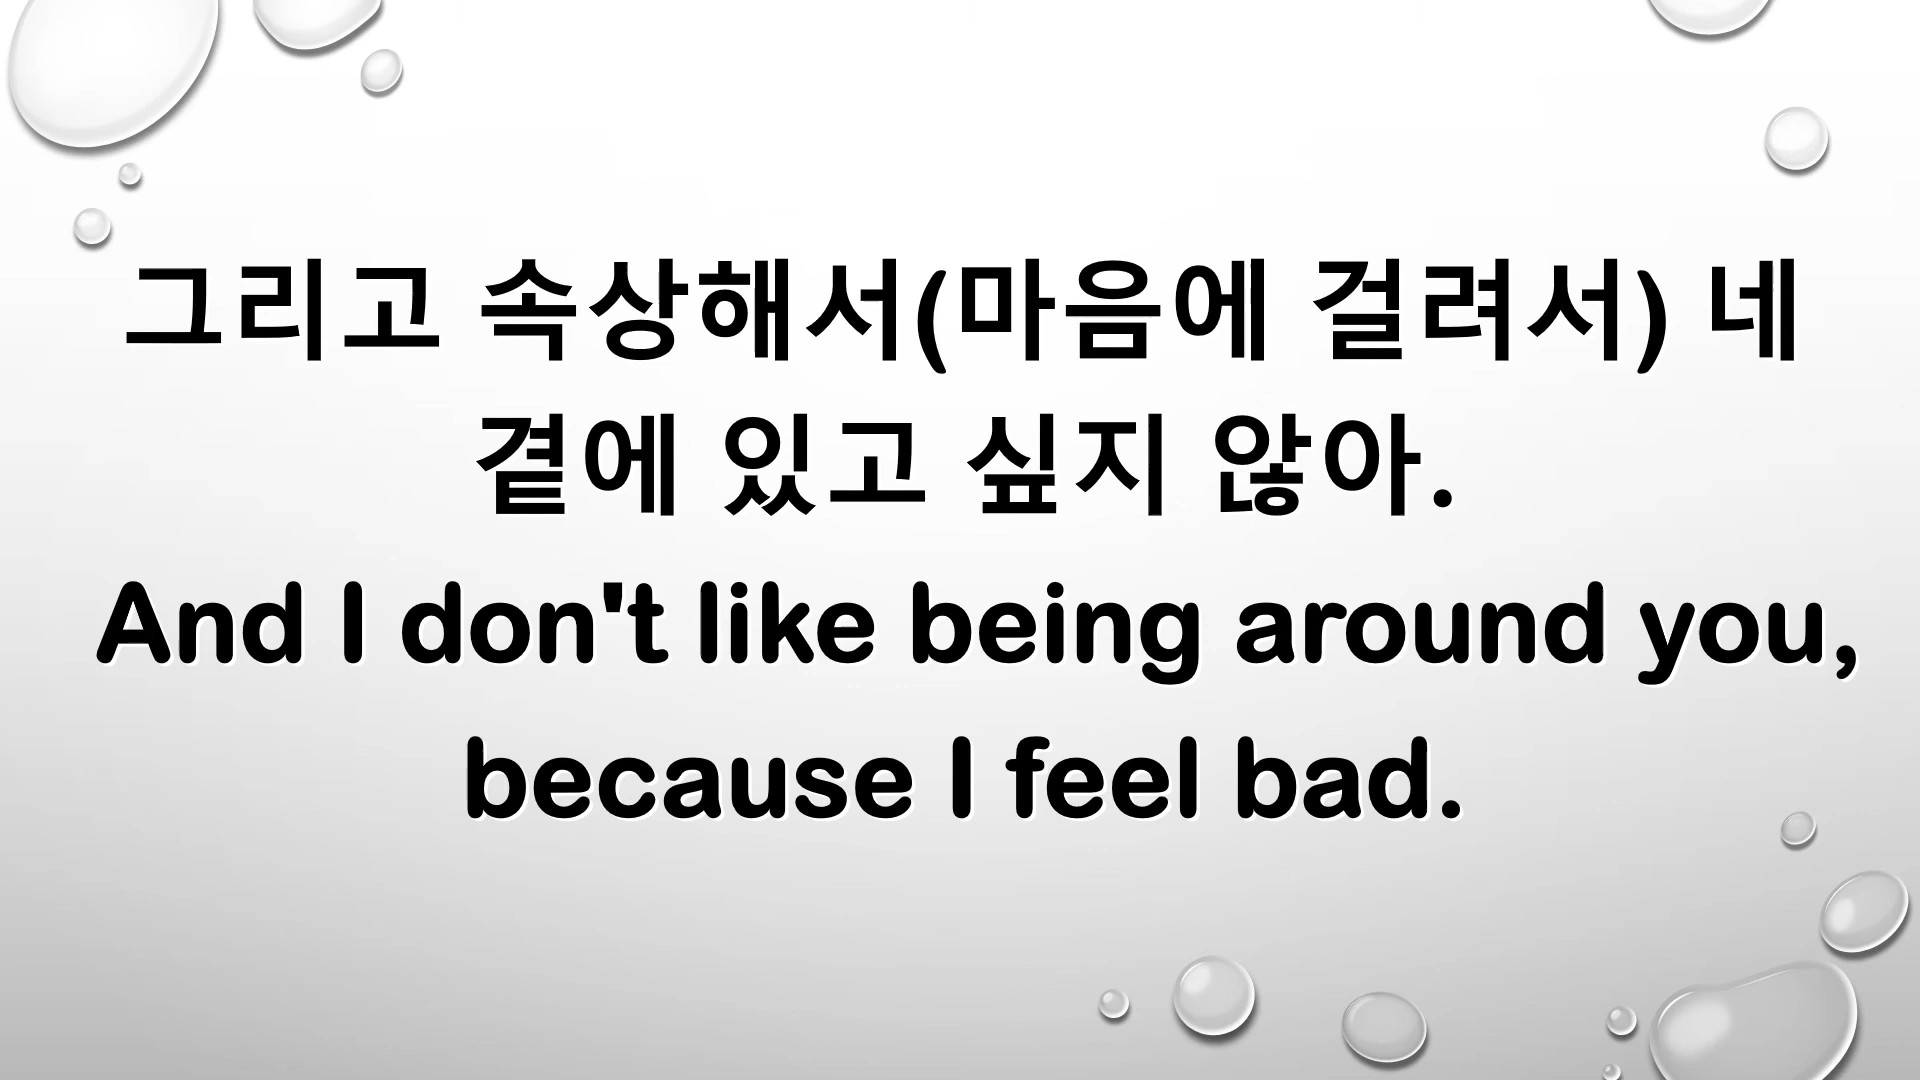 그리고 속상해서(마음에 걸려서) 네
곁에 있고 싶지 않아.
And I don't like being around you,
because I feel bad.